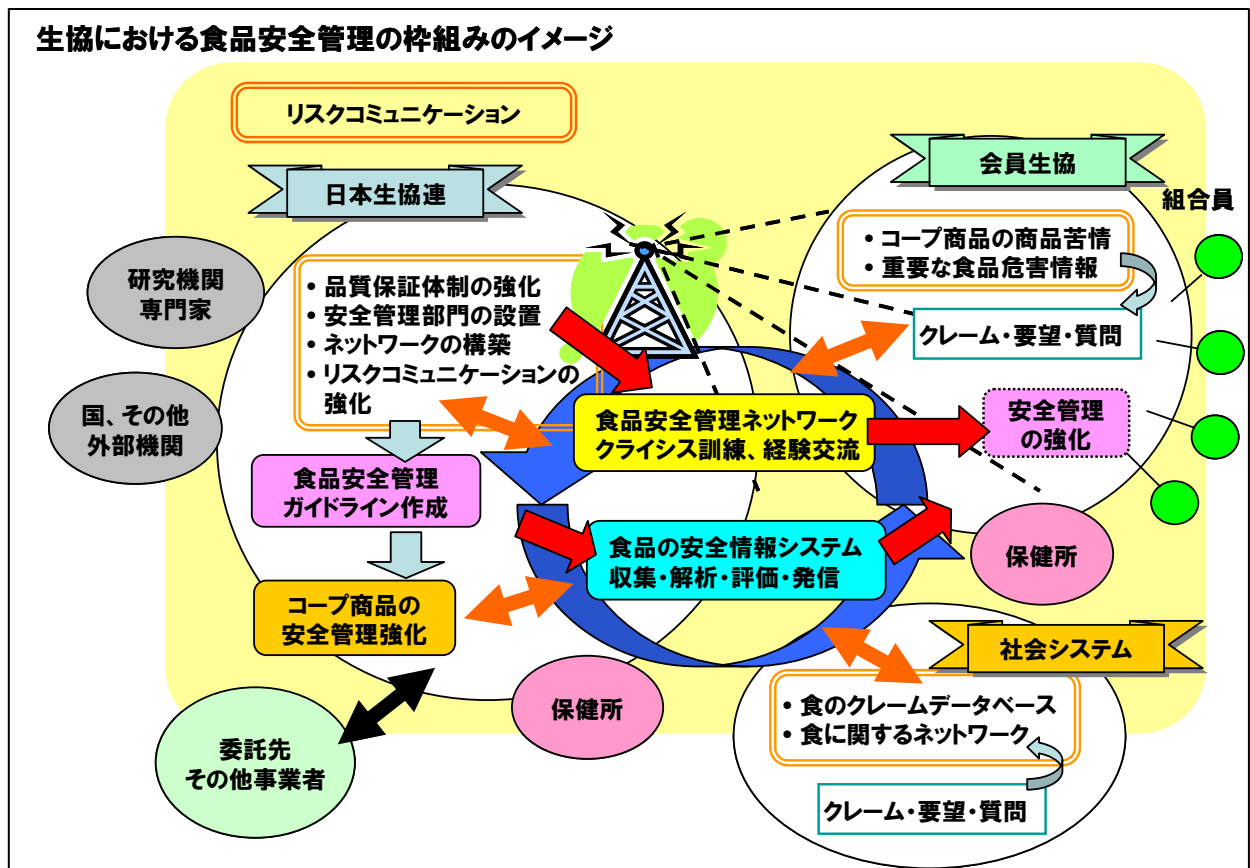 生協における食品安全管理の枠組みのイメージ
リスクコミュニケーション
日本生協連
研究機関
専門家
国、その他
外部機関
• 品質保証体制の強化
• 安全管理部門の設置
• ネットワークの構築
• リスクコミュニケーションの
強化
食品安全管理
ガイドライン作成
コープ商品の
安全管理強化
委託先
その他事業者
保健所
食品安全管理ネットワーク
クライシス訓練、経験交流
食品の安全情報システム
収集・解析・評価・発信
会員生協
組合員
• コープ商品の商品苦情
• 重要な食品危害情報
クレーム・要望・質問
安全管理
の強化
保健所
社会システム
• 食のクレームデータベース
• 食に関するネットワーク
クレーム・要望・質問